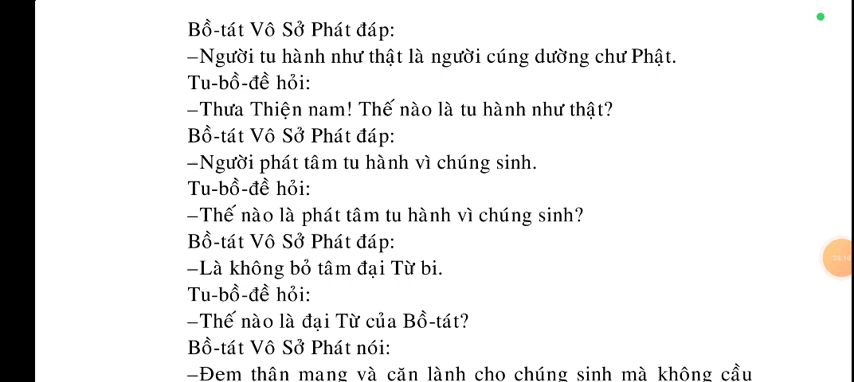 Bồ-tát Vô Sở Phát đáp:
–Người tu hành như thật là người cúng dường chư Phật.
Tu-bồ-đề hỏi:
–Thưa Thiện nam! Thế nào là tu hành như thật?
Bồ-tát Vô Sở Phát đáp:
–Người phát tâm tu hành vì chúng sinh.
Tu-bồ-đề hỏi:
–Thế nào là phát tâm tu hành vì chúng sinh?
Bồ-tát Vô Sở Phát đáp:
–Là không bỏ tâm đại Từ bi.
Tu-bồ-đề hỏi:
–Thế nào là đại Từ của Bồ-tát?
Bồ-tát Vô Sở Phát nói:
–Đem thân mạng và căn lành cho chúng sinh mà không cầu